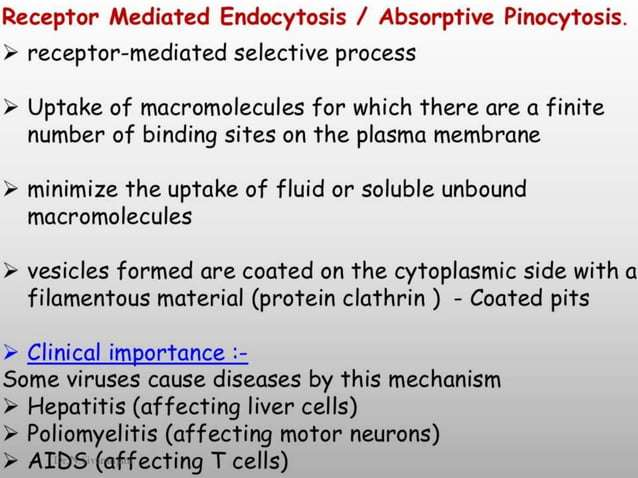 Receptor Mediated Endocytosis / Absorptive Pinocytosis.
➢ receptor-mediated selective process
➢ Uptake of macromolecules for which there are a finite
number of binding sites on the plasma membrane
➢ minimize the uptake of fluid or soluble unbound
macromolecules
➢ vesicles formed are coated on the cytoplasmic side with a
filamentous material (protein clathrin ) - Coated pits
➢ Clinical importance :-
Some viruses cause diseases by this mechanism
➢ Hepatitis (affecting liver cells)
➢ Poliomyelitis (affecting motor neurons)
➢ AIDS (affecting T cells)